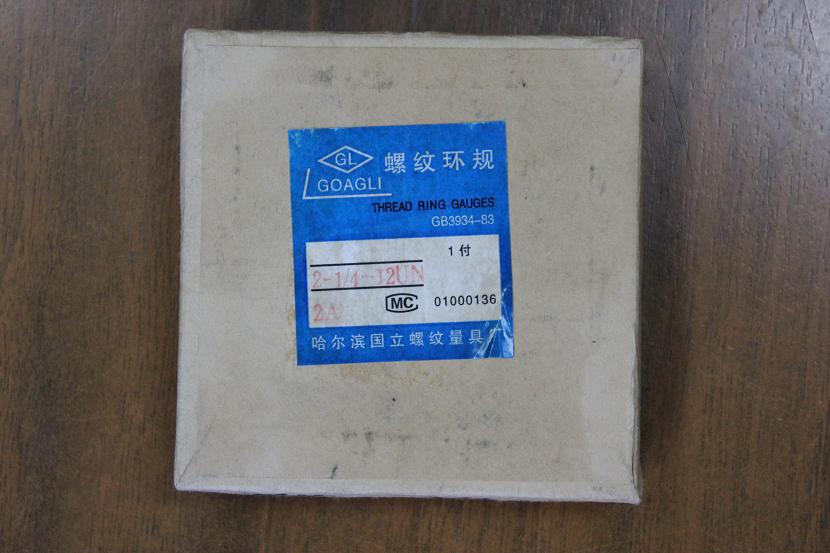 GL
GOAGLI
螺纹环规
THREAD RING GAUGES
GB3934-83
1付
2-1/4-12UN
2A
MC 01000136
哈尔滨国立螺纹量具厂